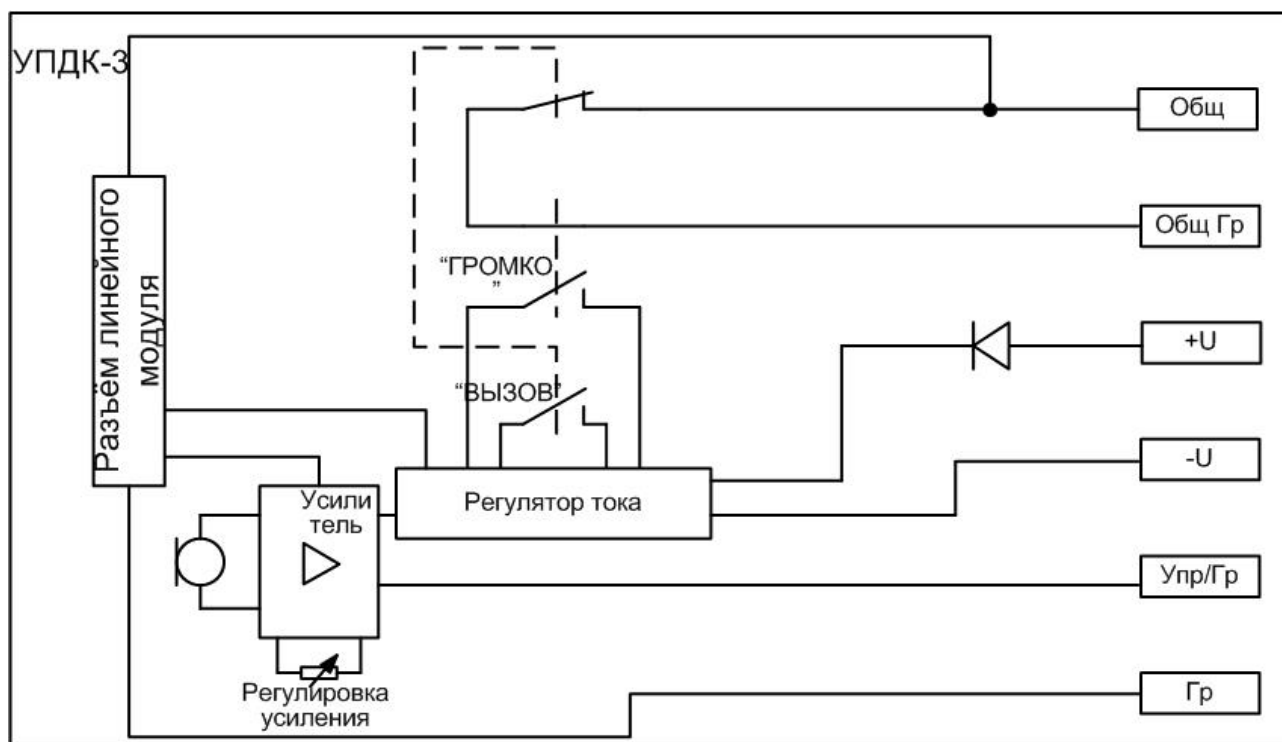 УПДК-3
Общ
Общ Гр
“ГРОМКО
”
+U
“ВЫЗОВ”
-U
Разъём линейного
модуля
Регулятор тока
Усили
тель
Упр/Гр
Регулировка
усиления
Гр